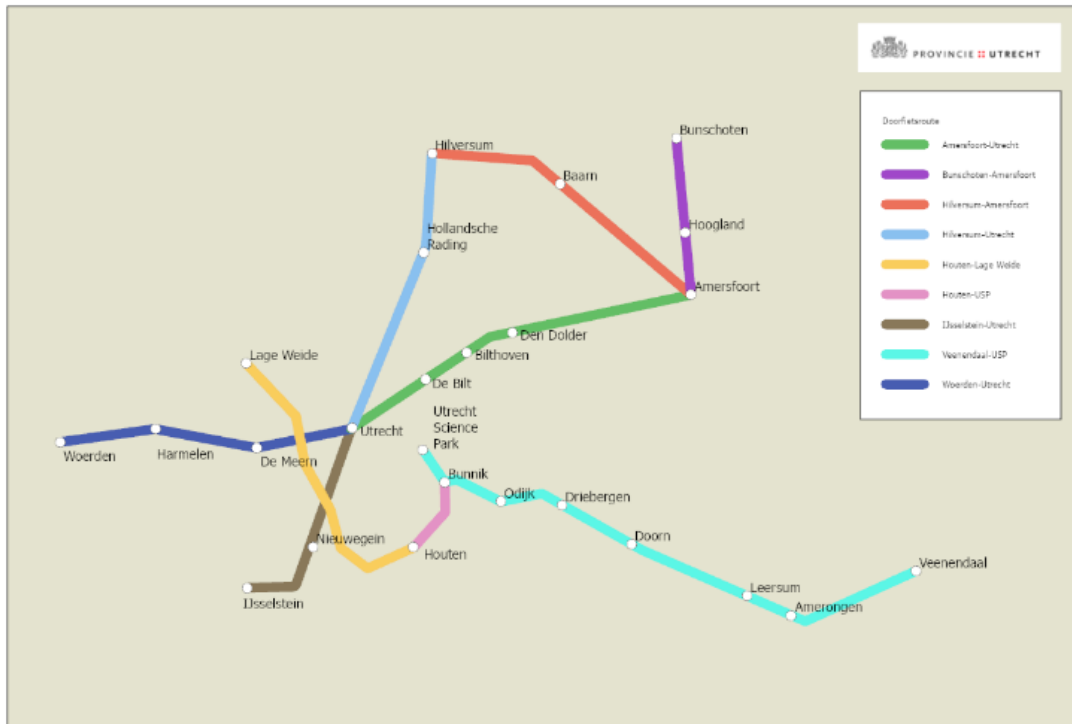 PROVINCIE UTRECHT
Doorfietsroute
Amersfoort-Utrecht
Bunschoten-Amersfoort
Hilversum-Amersfoort
Hilversum-Utrecht
Houten-Lage Weide
Houten-USP
IJsselstein-Utrecht
Veenendaal-USP
Woerden-Utrecht
Bunschoten
Hilversum
Baarn
Hoogland
Hollandsche
Rading
Amersfoort
Den Dolder
Bilthoven
Lage Weide
De Bilt
Utrecht
Utrecht
Science
Park
Woerden
Harmelen
De Meern
Bunnik
Odijk
Driebergen
Nieuwegein
Houten
Doorn
Veenendaal
Leersum
IJsselstein
Amerongen